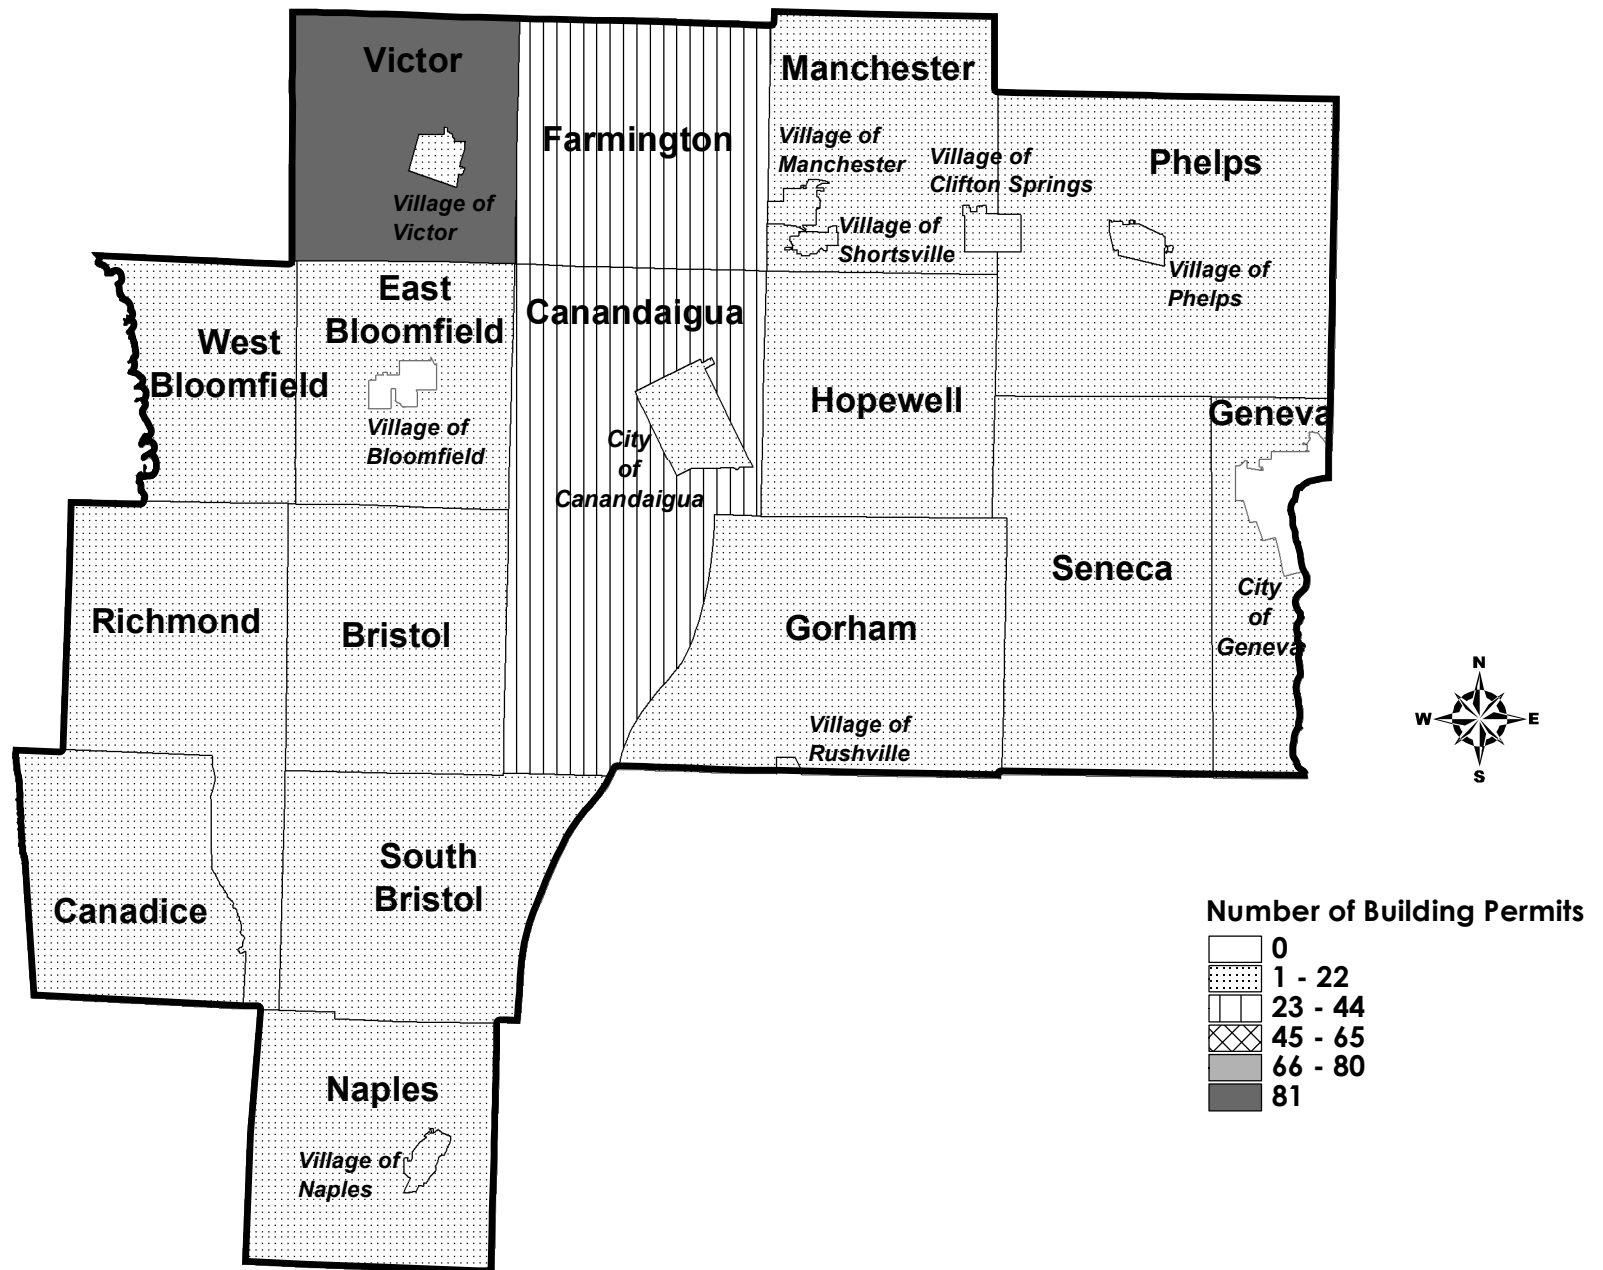 Victor
Manchester
Farmington
Village of
Manchester
Village of
Clifton Springs
Phelps
Village of
Victor
Village of
Shortsville
Village of
Phelps
East
Bloomfield
Canandaigua
West
Bloomfield
Hopewell
Geneva
Village of
Bloomfield
City
of
Canandaigua
Richmond
Bristol
Gorham
Seneca
City
of
Geneva
Village of
Rushville
N
W
E
S
South
Bristol
Canadice
Naples
Village of
Naples
Number of Building Permits
0
1 - 22
23 - 44
45 - 65
66 - 80
81